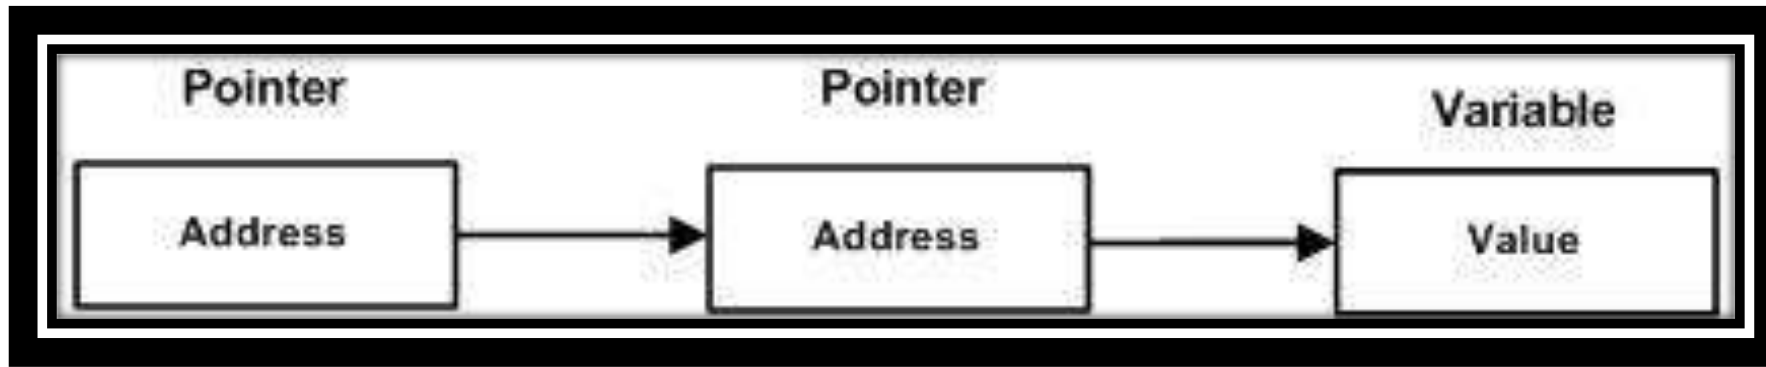 Pointer
Pointer
Variable
Address
Address
Value